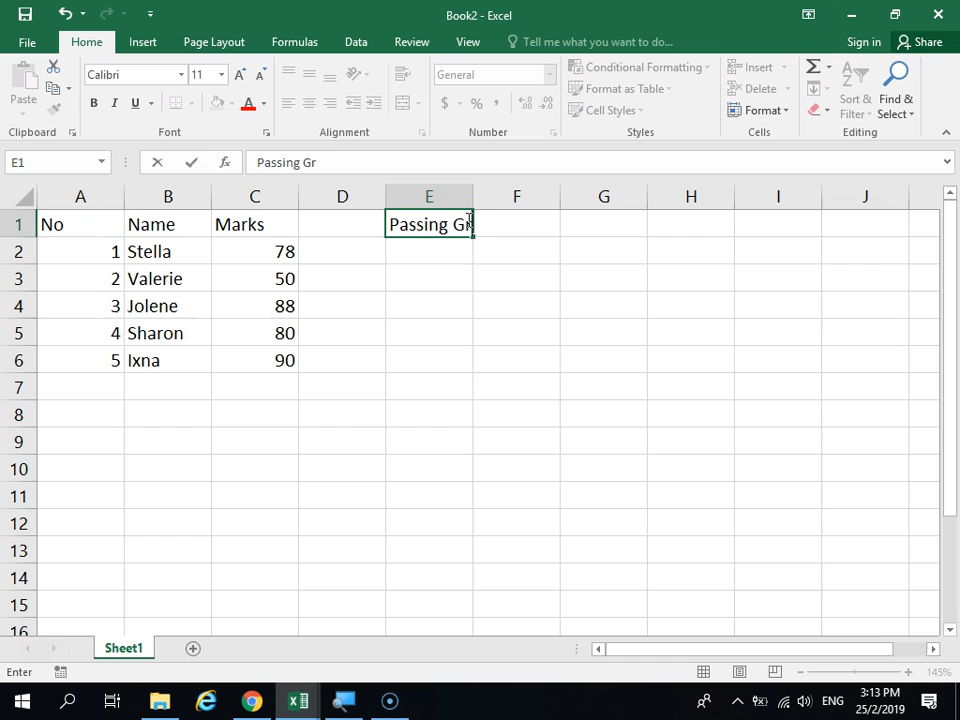 Book2 - Excel
File Home Insert Page Layout Formulas Data Review View Tell me what you want to do... Sign in Share
Paste Calibri 11 General Conditional Formatting Insert Sort & Filter Find & Select
B I U A $ % , Format as Table Delete
Cell Styles Format
Clipboard Font Alignment Number Styles Cells Editing
E1 fx Passing Gr
A B C D E F G H I J
1 No Name Marks Passing Gr
2 1 Stella 78
3 2 Valerie 50
4 3 Jolene 88
5 4 Sharon 80
6 5 Ixna 90
7
8
9
10
11
12
13
14
15
16
Sheet1
Enter 145%
ENG 3:13 PM
25/2/2019